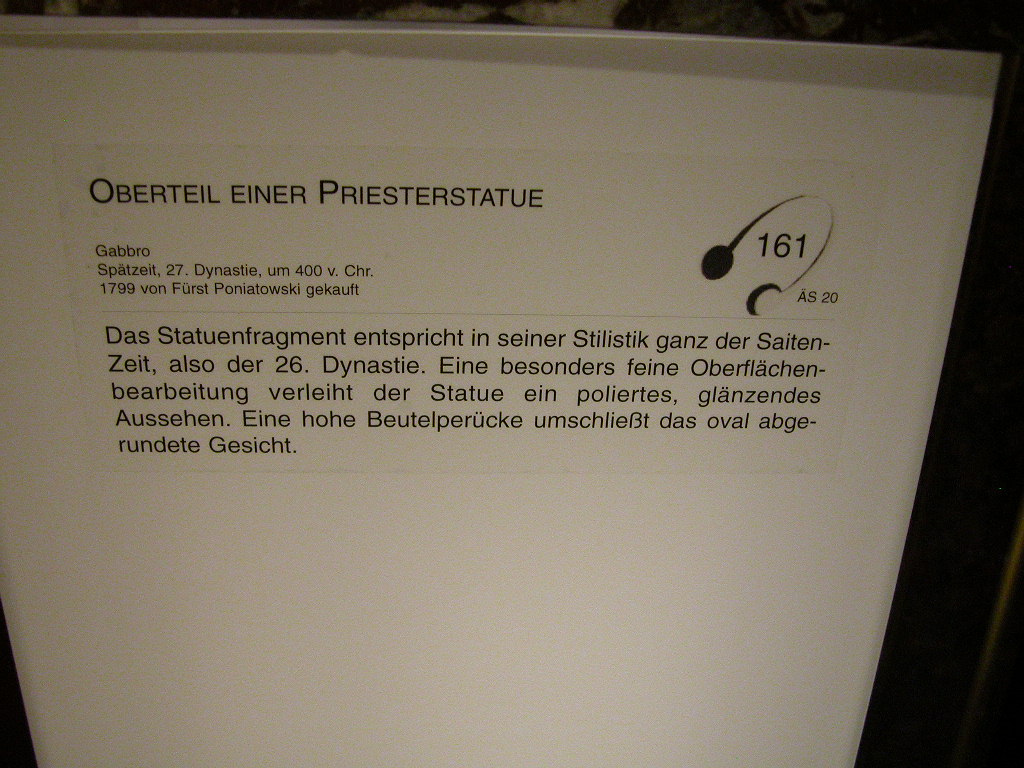 OBERTEIL EINER PRIESTERSTATUE
Gabbro
Spätzeit, 27. Dynastie, um 400 v. Chr.
1799 von Fürst Poniatowski gekauft
161
ÄS 20
Das Statuenfragment entspricht in seiner Stilistik ganz der Saiten-
Zeit, also der 26. Dynastie. Eine besonders feine Oberflächen-
bearbeitung verleiht der Statue ein poliertes, glänzendes
Aussehen. Eine hohe Beutelperücke umschließt das oval abge-
rundete Gesicht.